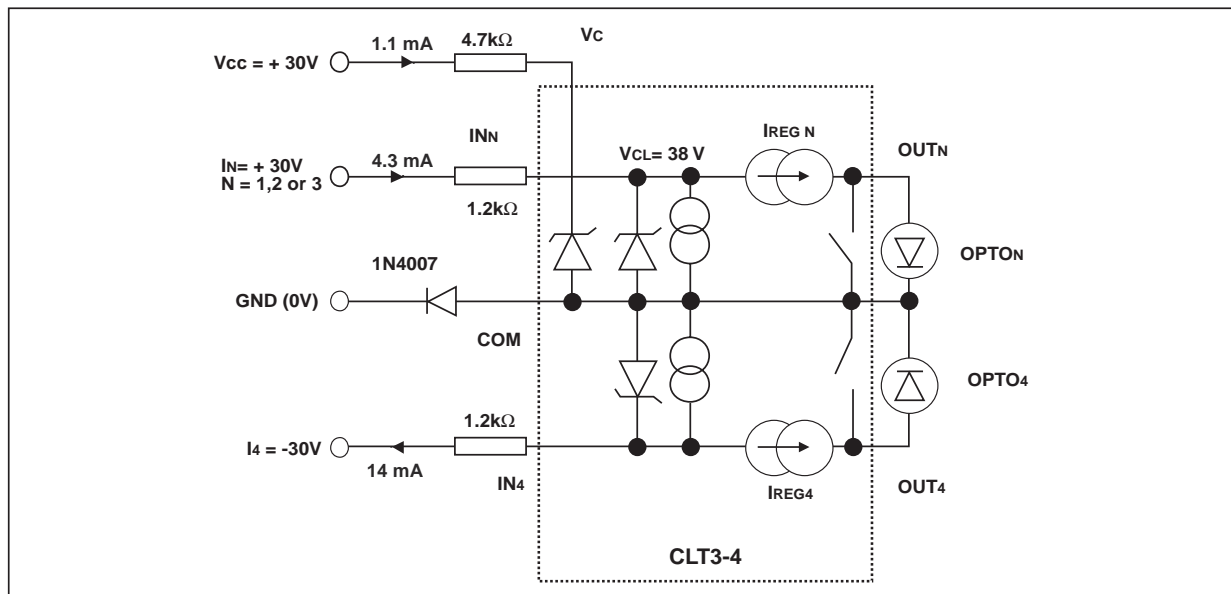 1.1 mA
4.7kΩ
Vc
Vcc = + 30V
INN
IREG N
OUTN
IN= + 30V
N = 1,2 or 3
4.3 mA
VCL= 38 V
1.2kΩ
1N4007
OPTON
GND (0V)
COM
OPTO4
1.2kΩ
I4 = -30V
14 mA
IN4
IREG4
OUT4
CLT3-4